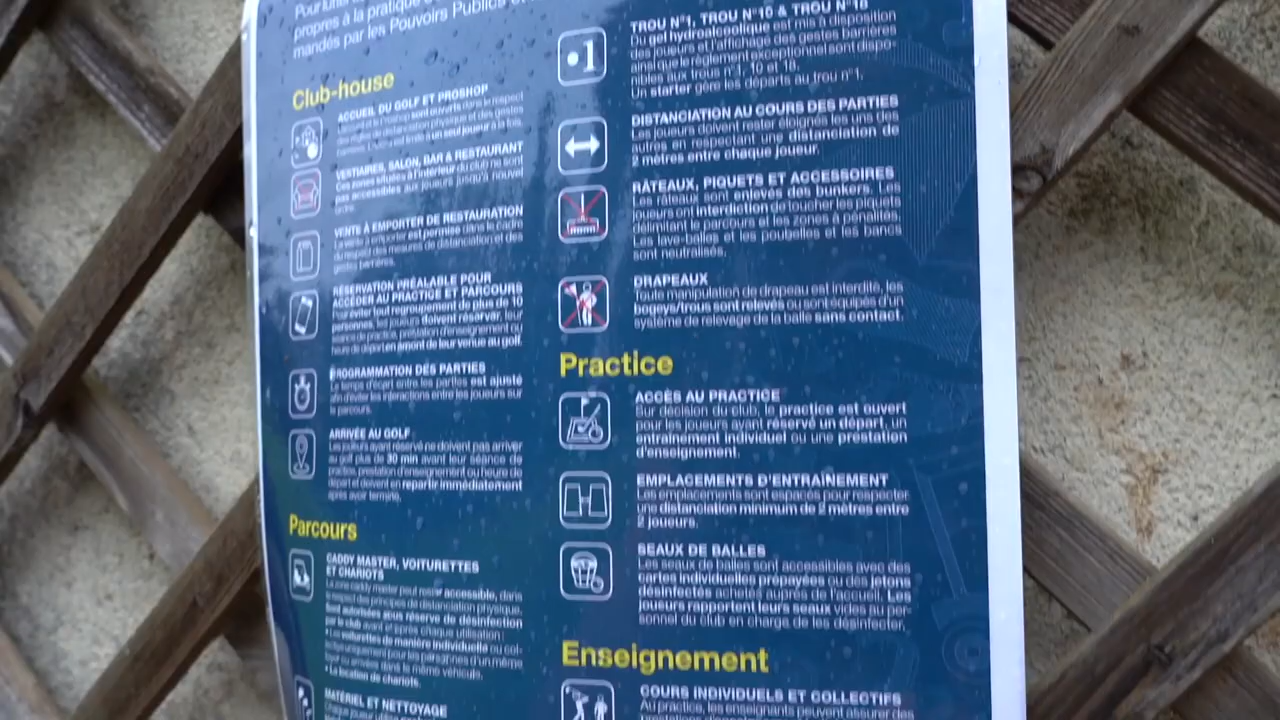 propres à la pratique
mandés par les Pouvoirs Publics
Club-house
ACCUEIL DU GOLF ET PROSHOP
VESTIAIRES, SALON, BAR & RESTAURANT
Ces zones situées à l'intérieur du club ne sont
pas accessibles aux joueurs jusqu'à nouvel
ordre.
VENTE À EMPORTER DE RESTAURATION
La vente à emporter est permise dans le cadre
du respect des mesures de distanciation et des
gestes barrières.
RÉSERVATION PRÉALABLE POUR
ACCÉDER AU PRACTICE ET PARCOURS
Pour éviter tout regroupement de plus de 10
personnes, les joueurs doivent réserver, leur
séance de practice, prestation d'enseignement ou
heure de départ en amont de leur venue au golf.
PROGRAMMATION DES PARTIES
Le temps d'écart entre les parties est ajusté
afin d'éviter les interactions entre les joueurs sur
le parcours.
ARRIVÉE AU GOLF
Les joueurs ayant réservé ne doivent pas arriver
au golf plus de 30 min avant leur séance de
practice, prestation d'enseignement ou heure de
départ et doivent en repartir immédiatement
après avoir terminé.
Parcours
CADDY MASTER, VOITURETTES
ET CHARIOTS
La zone caddy master peut rester accessible, dans
le respect des principes de distanciation physique.
Sont autorisées sous réserve de désinfection
par le club avant et après chaque utilisation :
• Les voiturettes de manière individuelle ou col-
lective uniquement pour les personnes d'un même
• La location de chariots.
MATÉRIEL ET NETTOYAGE
•1
TROU N°1, TROU N°10 & TROU N°18
Du gel hydroalcoolique est mis à disposition
des joueurs et l'affichage des gestes barrières
ainsi que le règlement exceptionnel sont dispo-
nibles aux trous n°1, 10 et 18.
Un starter gère les départs au trou n°1.
DISTANCIATION AU COURS DES PARTIES
Les joueurs doivent rester éloignés les uns des
autres en respectant une distanciation de
2 mètres entre chaque joueur.
RÂTEAUX, PIQUETS ET ACCESSOIRES
Les râteaux sont enlevés des bunkers. Les
joueurs ont interdiction de toucher les piquets
délimitant le parcours et les zones à pénalités.
Les lave-balles et les poubelles et les bancs
sont neutralisés.
DRAPEAUX
Toute manipulation de drapeau est interdite, les
bogeys/trous sont relevés ou sont équipés d'un
système de relevage de la balle sans contact.
Practice
ACCÈS AU PRACTICE
Sur décision du club, le practice est ouvert
pour les joueurs ayant réservé un départ, un
entraînement individuel ou une prestation
d'enseignement.
EMPLACEMENTS D'ENTRAÎNEMENT
Les emplacements sont espacés pour respecter
une distanciation minimum de 2 mètres entre
2 joueurs.
SEAUX DE BALLES
Les seaux de balles sont accessibles avec des
cartes individuelles prépayées ou des jetons
désinfectés achetés auprès de l'accueil. Les
joueurs rapportent leurs seaux vides au per-
sonnel du club en charge de les désinfecter.
Enseignement
COURS INDIVIDUELS ET COLLECTIFS
Au practice, les enseignants peuvent assurer des